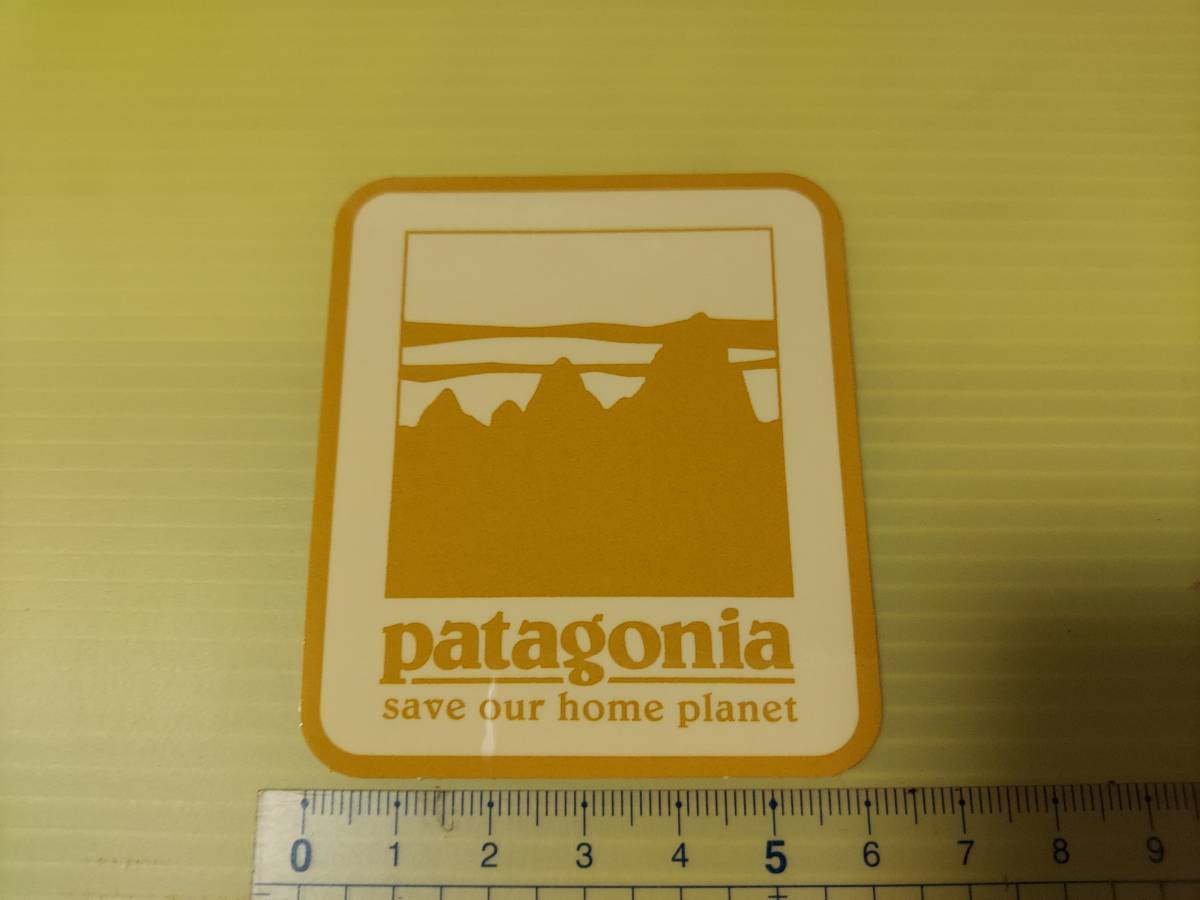 patagonia
save our home planet
0 1 2 3 4 5 6 7 8 9